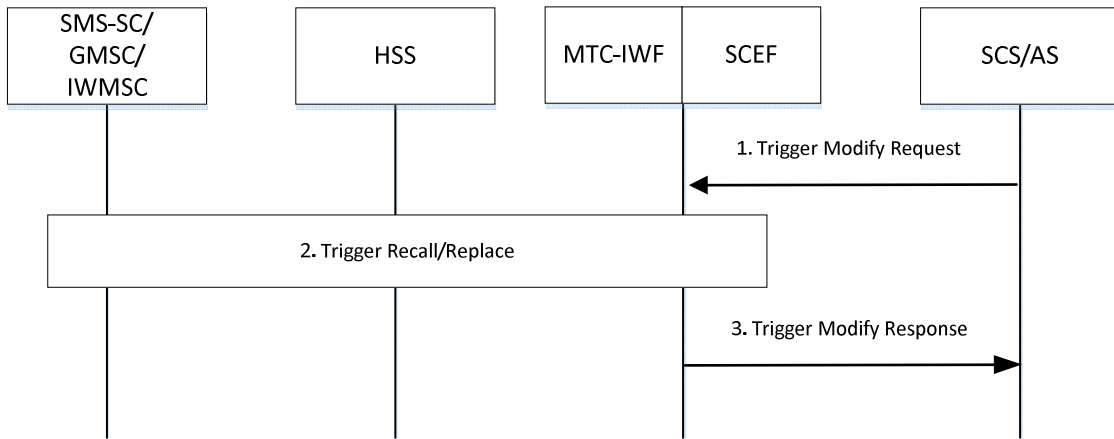 SMS-SC/
GMSC/
IWMSC
HSS
MTC-IWF
SCEF
SCS/AS
1. Trigger Modify Request
2. Trigger Recall/Replace
3. Trigger Modify Response